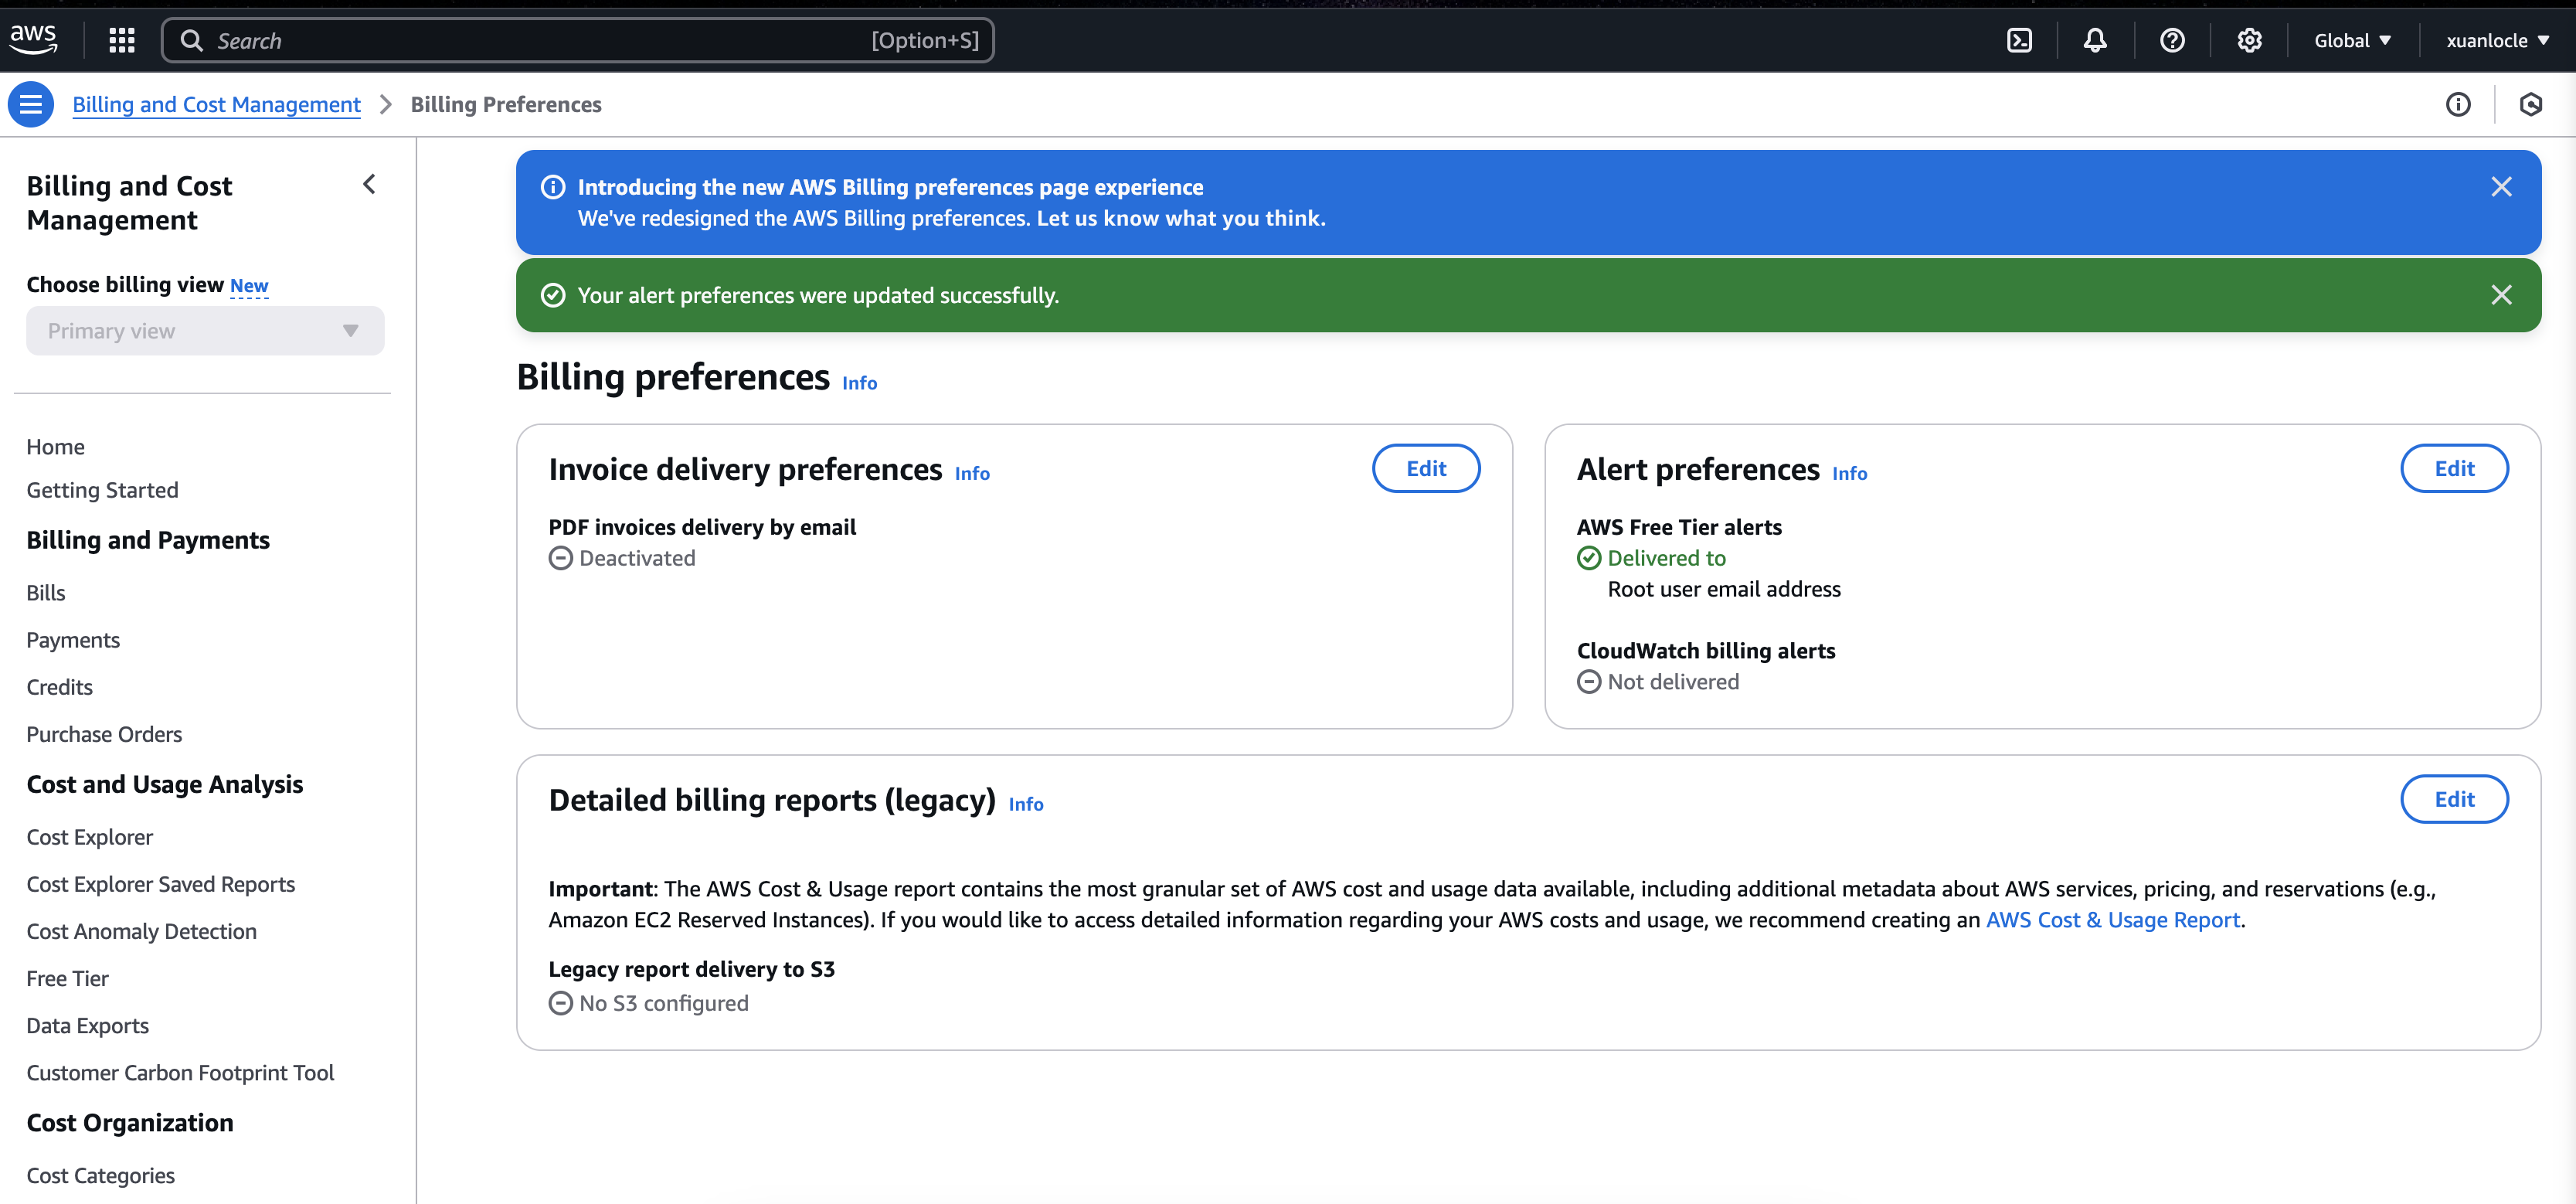 aws
Search
[Option+S]
Global
xuanlocle
Billing and Cost Management
Billing Preferences
Billing and Cost
Management
Choose billing view New
Primary view
Home
Getting Started
Billing and Payments
Bills
Payments
Credits
Purchase Orders
Cost and Usage Analysis
Cost Explorer
Cost Explorer Saved Reports
Cost Anomaly Detection
Free Tier
Data Exports
Customer Carbon Footprint Tool
Cost Organization
Cost Categories
Introducing the new AWS Billing preferences page experience
We've redesigned the AWS Billing preferences. Let us know what you think.
Your alert preferences were updated successfully.
Billing preferences Info
Invoice delivery preferences Info
Edit
PDF invoices delivery by email
Deactivated
Alert preferences Info
Edit
AWS Free Tier alerts
Delivered to
Root user email address
CloudWatch billing alerts
Not delivered
Detailed billing reports (legacy) Info
Edit
Important: The AWS Cost & Usage report contains the most granular set of AWS cost and usage data available, including additional metadata about AWS services, pricing, and reservations (e.g.,
Amazon EC2 Reserved Instances). If you would like to access detailed information regarding your AWS costs and usage, we recommend creating an AWS Cost & Usage Report.
Legacy report delivery to S3
No S3 configured